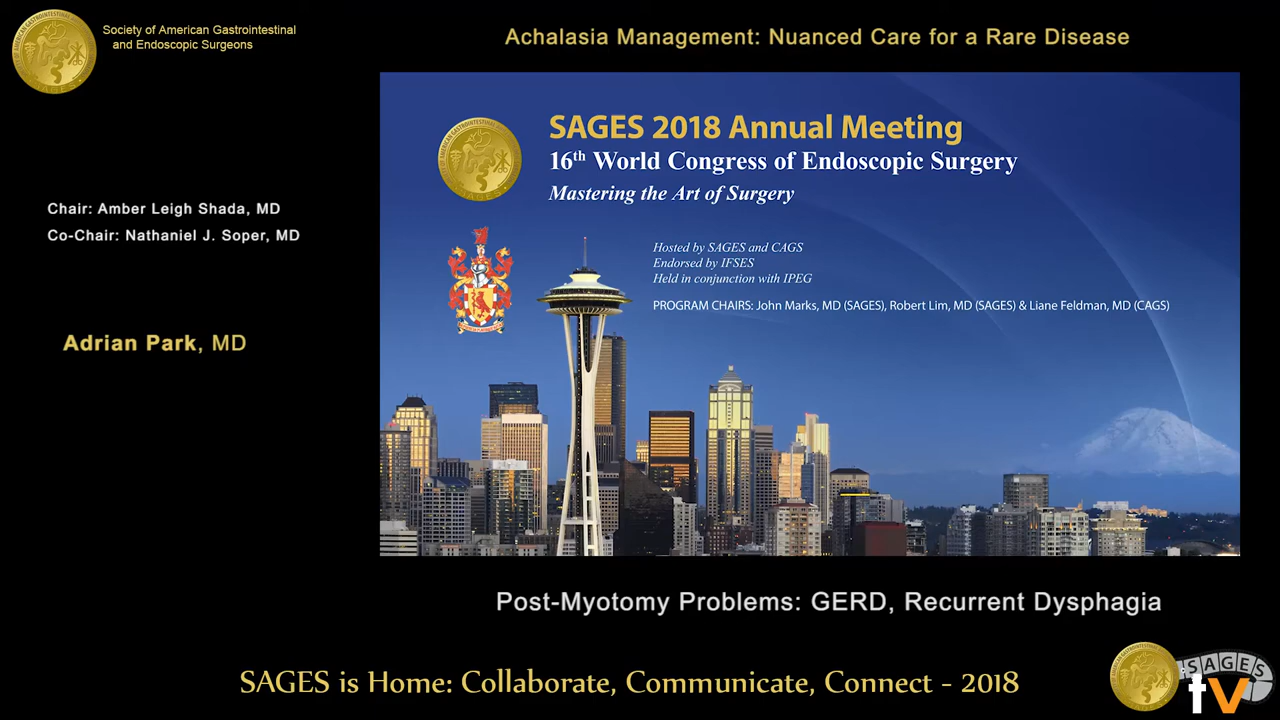 Society of American Gastrointestinal
and Endoscopic Surgeons
Achalasia Management: Nuanced Care for a Rare Disease
SAGES 2018 Annual Meeting
16th World Congress of Endoscopic Surgery
Mastering the Art of Surgery
Chair: Amber Leigh Shada, MD
Co-Chair: Nathaniel J. Soper, MD
Hosted by SAGES and CAGS
Endorsed by IFSES
Held in conjunction with IPEG
PROGRAM CHAIRS: John Marks, MD (SAGES), Robert Lim, MD (SAGES) & Liane Feldman, MD (CAGS)
Adrian Park, MD
Post-Myotomy Problems: GERD, Recurrent Dysphagia
SAGES is Home: Collaborate, Communicate, Connect - 2018
SAGES
tv